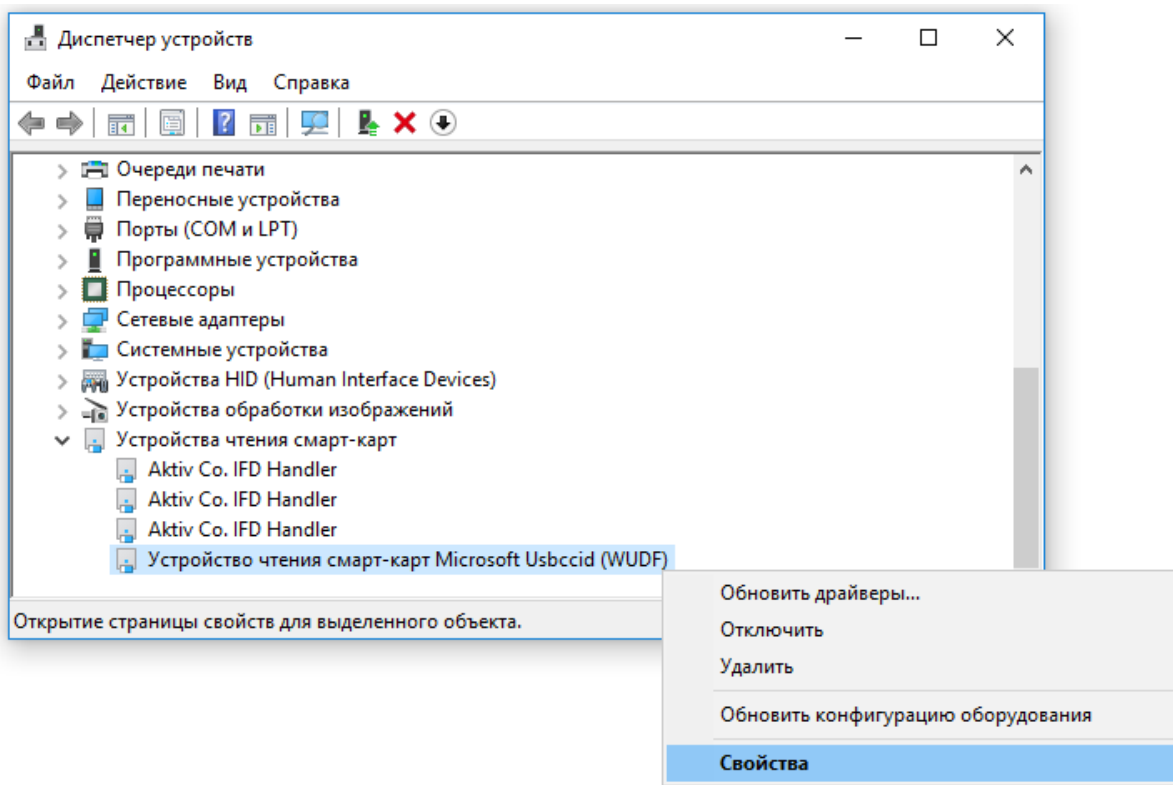 Диспетчер устройств
Файл Действие Вид Справка
Очереди печати
Переносные устройства
Порты (COM и LPT)
Программные устройства
Процессоры
Сетевые адаптеры
Системные устройства
Устройства HID (Human Interface Devices)
Устройства обработки изображений
Устройства чтения смарт-карт
Aktiv Co. IFD Handler
Aktiv Co. IFD Handler
Aktiv Co. IFD Handler
Устройство чтения смарт-карт Microsoft Usbccid (WUDF)
Открытие страницы свойств для выделенного объекта.
Обновить драйверы...
Отключить
Удалить
Обновить конфигурацию оборудования
Свойства